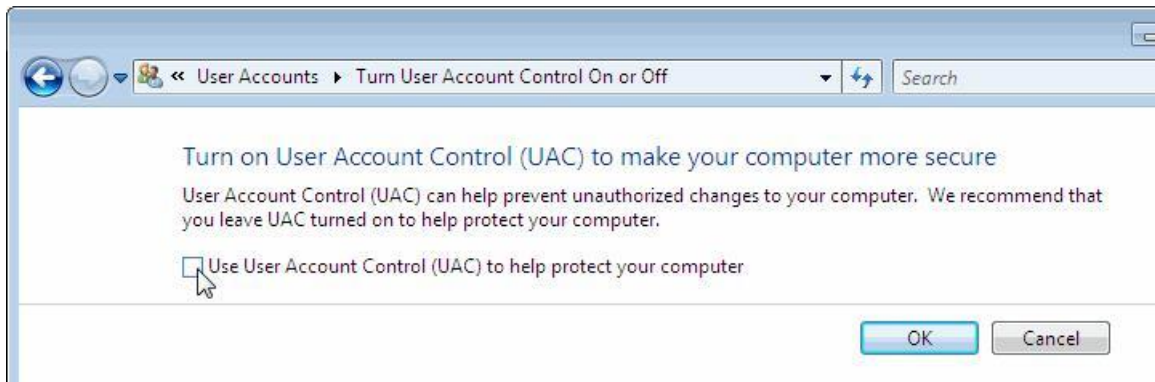 « User Accounts ▸ Turn User Account Control On or Off
Search
Turn on User Account Control (UAC) to make your computer more secure
User Account Control (UAC) can help prevent unauthorized changes to your computer. We recommend that
you leave UAC turned on to help protect your computer.
Use User Account Control (UAC) to help protect your computer
OK
Cancel